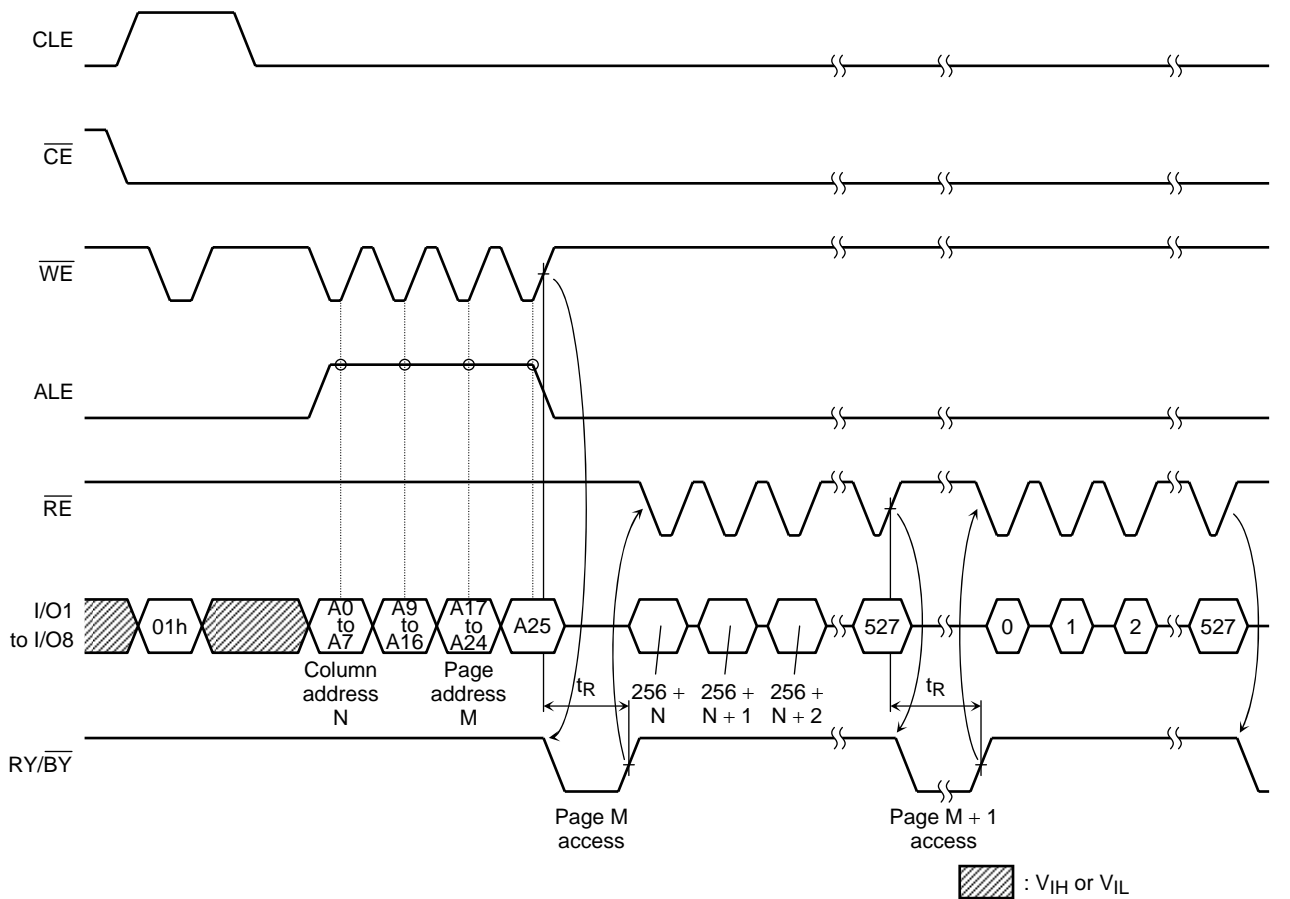 CLE
CE
WE
ALE
RE
I/O1
to I/O8
01h
A0
to
A7
A9
to
A16
A17
to
A24
A25
527
0
1
2
527
Column
address
N
Page
address
M
tR
256 +
N
256 +
N + 1
256 +
N + 2
tR
RY/BY
Page M
access
Page M + 1
access
: VIH or VIL